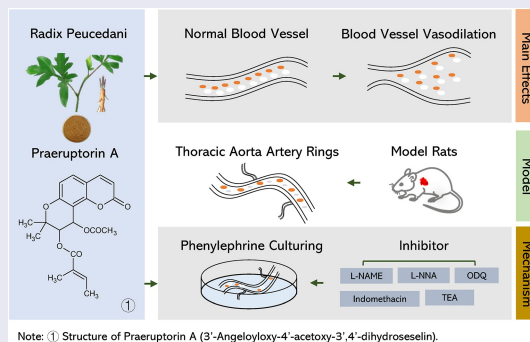 Radix Peucedani
Normal Blood Vessel
Blood Vessel Vasodilation
Main Effects
Praeruptorin A
Thoracic Aorta Artery Rings
Model Rats
Model
O
O
O
H₃C
H₃C
OCOCH₃
O
CO
H₃C
CH₃
①
Phenylephrine Culturing
Inhibitor
L-NAME
L-NNA
ODQ
Indomethacin
TEA
Mechanism
Note: ① Structure of Praeruptorin A (3'-Angeloyloxy-4'-acetoxy-3',4'-dihydroseselin).